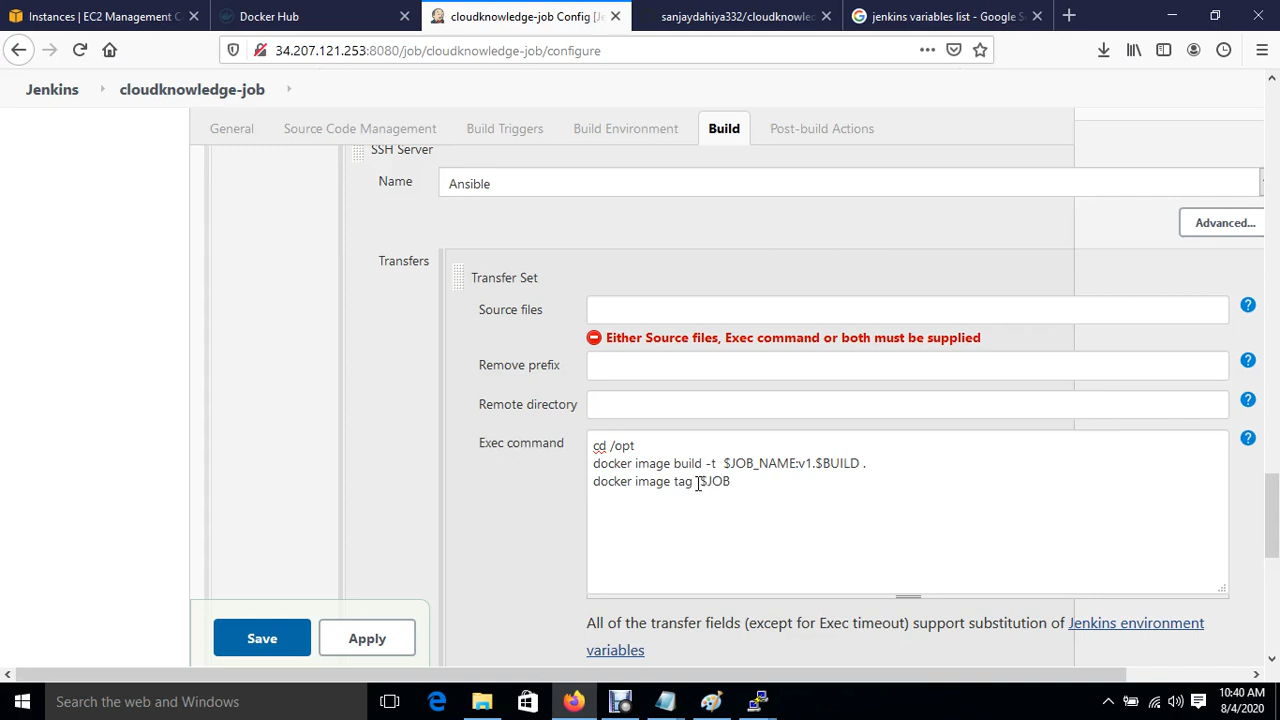 Instances | EC2 Management C
Docker Hub
cloudknowledge-job Config [Je
sanjaydahiya332/cloudknowled
jenkins variables list - Google S
34.207.121.253:8080/job/cloudknowledge-job/configure
Jenkins
cloudknowledge-job
General
Source Code Management
Build Triggers
Build Environment
Build
Post-build Actions
SSH Server
Name
Ansible
Advanced...
Transfers
Transfer Set
Source files
Either Source files, Exec command or both must be supplied
Remove prefix
Remote directory
Exec command
cd /opt
docker image build -t  $JOB_NAME:v1.$BUILD .
docker image tag  $JOB
Save
Apply
All of the transfer fields (except for Exec timeout) support substitution of Jenkins environment
variables
Search the web and Windows
10:40 AM
8/4/2020